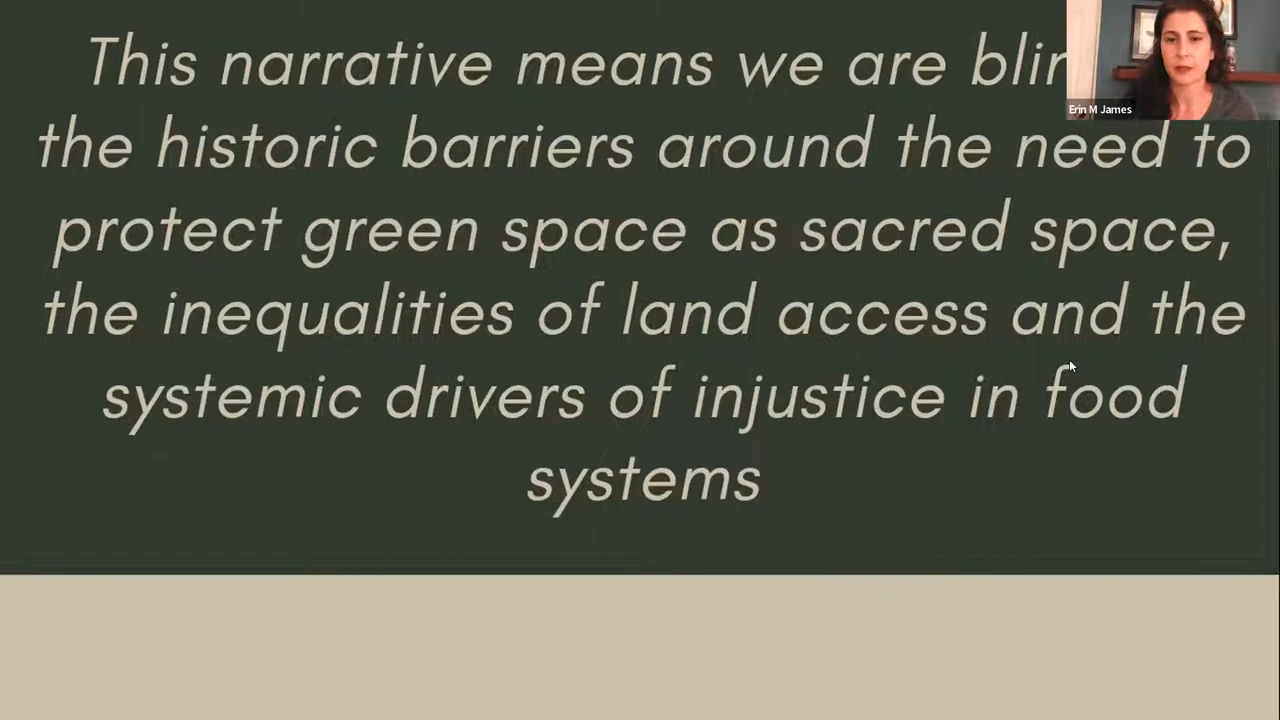 This narrative means we are
the historic barriers around the need to
protect green space as sacred space,
the inequalities of land access and the
systemic drivers of injustice in food
systems
Erin M James